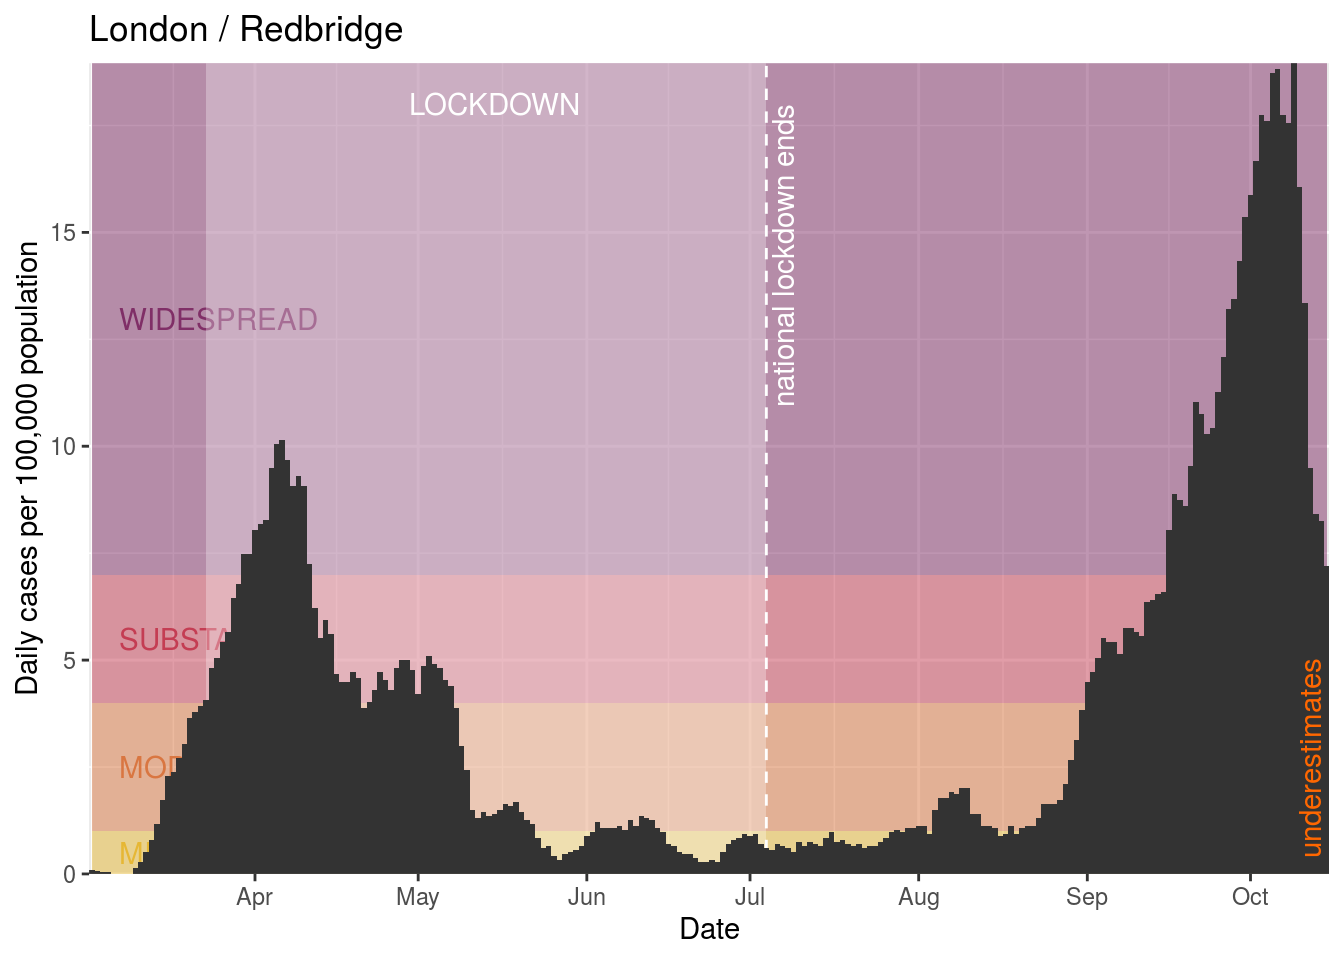 London / Redbridge
LOCKDOWN
national lockdown ends
WIDESPREAD
SUBSTA
MOD
M
underestimates
Daily cases per 100,000 population
15
10
5
0
Apr May Jun Jul Aug Sep Oct
Date